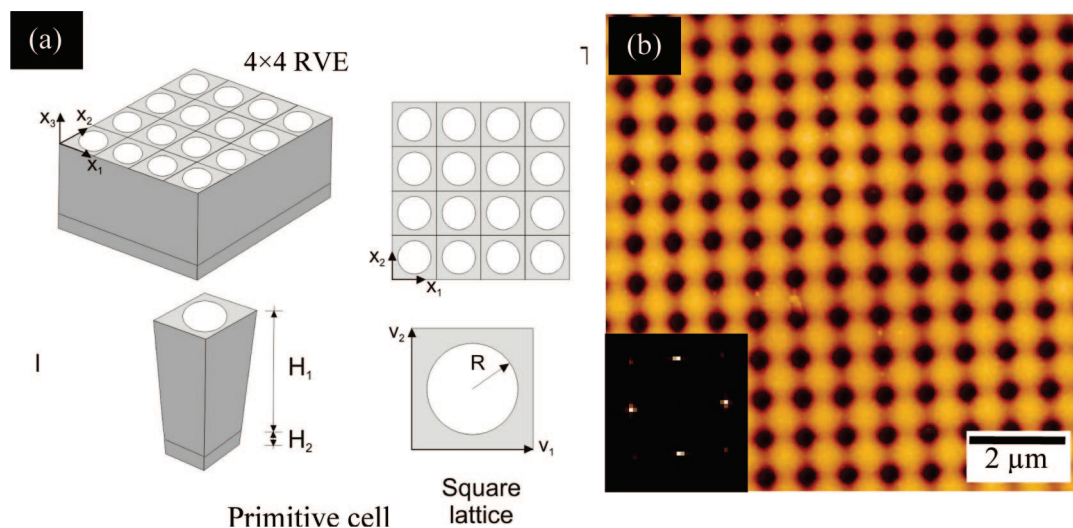 (a)
4×4 RVE
x₃
x₂
x₁
x₂
x₁
H₁
H₂
v₂
R
v₁
Primitive cell
Square
lattice
(b)
2 µm